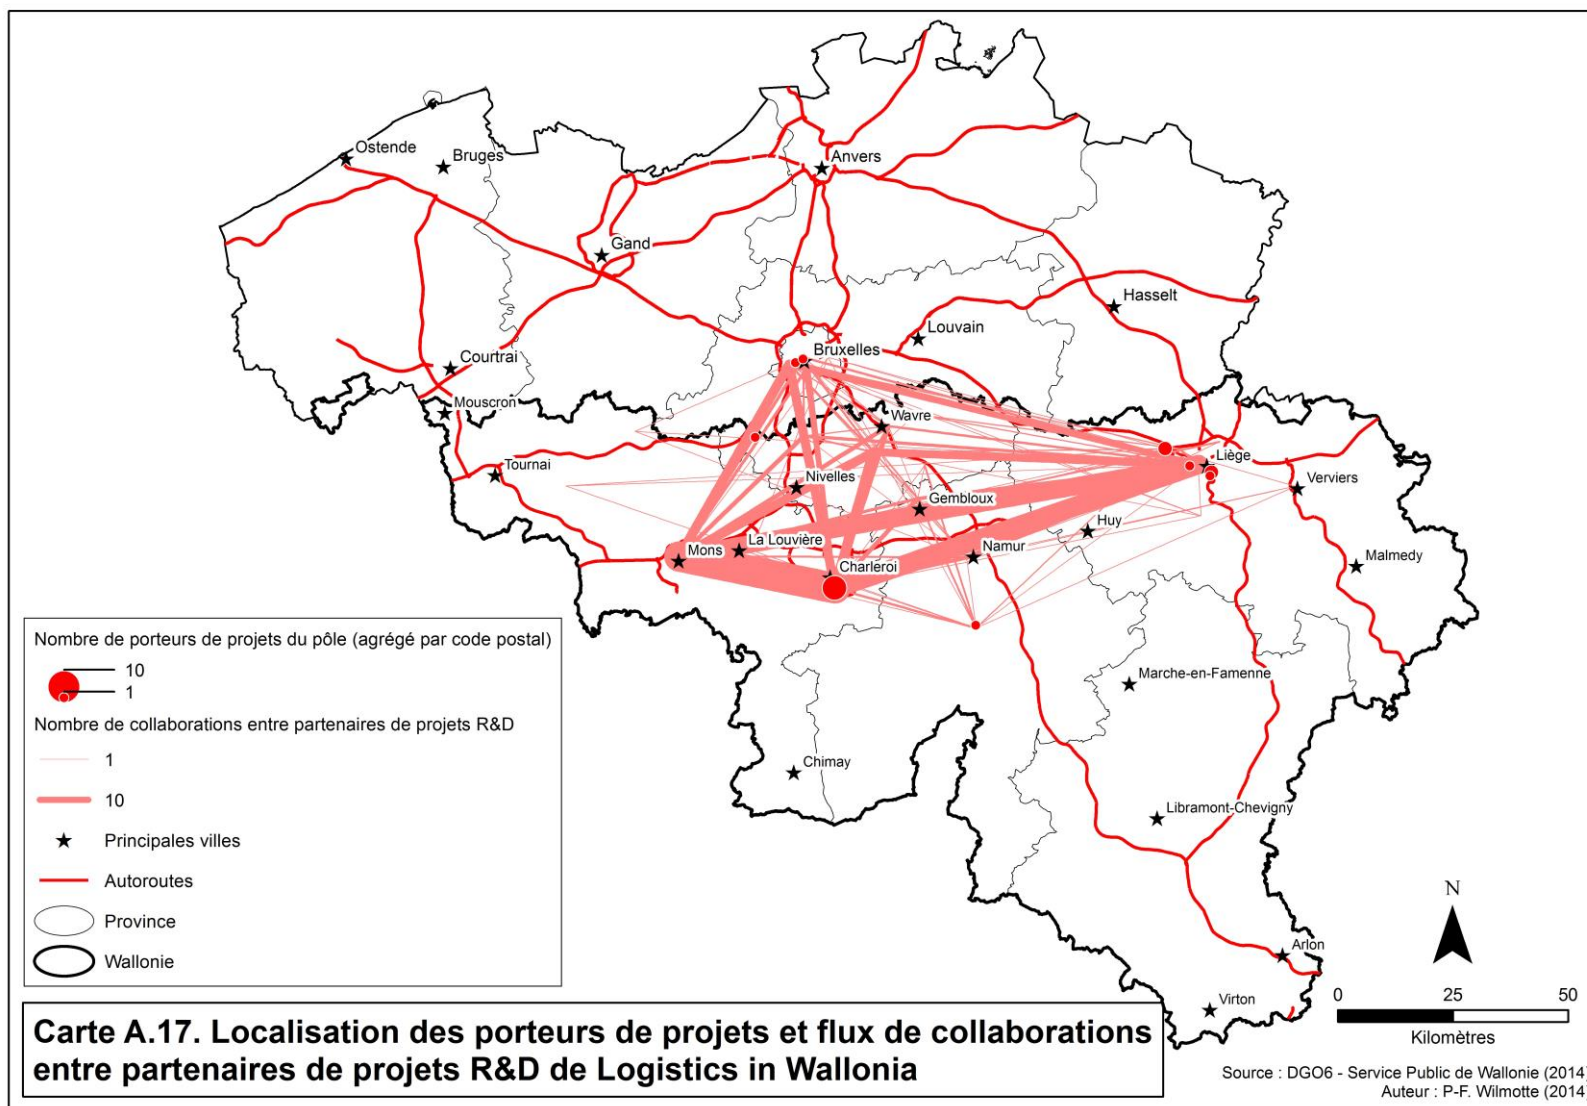 Ostende
Bruges
Anvers
Gand
Hasselt
Louvain
Bruxelles
Courtrai
Mouscron
Wavre
Tournai
Liège
Nivelles
Verviers
Gembloux
Huy
La Louvière
Mons
Namur
Charleroi
Malmedy
Marche-en-Famenne
Chimay
Libramont-Chevigny
Arlon
Virton
Nombre de porteurs de projets du pôle (agrégé par code postal)
10
1
Nombre de collaborations entre partenaires de projets R&D
1
10
Principales villes
Autoroutes
Province
Wallonie
N
0 25 50
Kilomètres
Carte A.17. Localisation des porteurs de projets et flux de collaborations
entre partenaires de projets R&D de Logistics in Wallonia
Source : DGO6 - Service Public de Wallonie (2014)
Auteur : P-F. Wilmotte (2014)